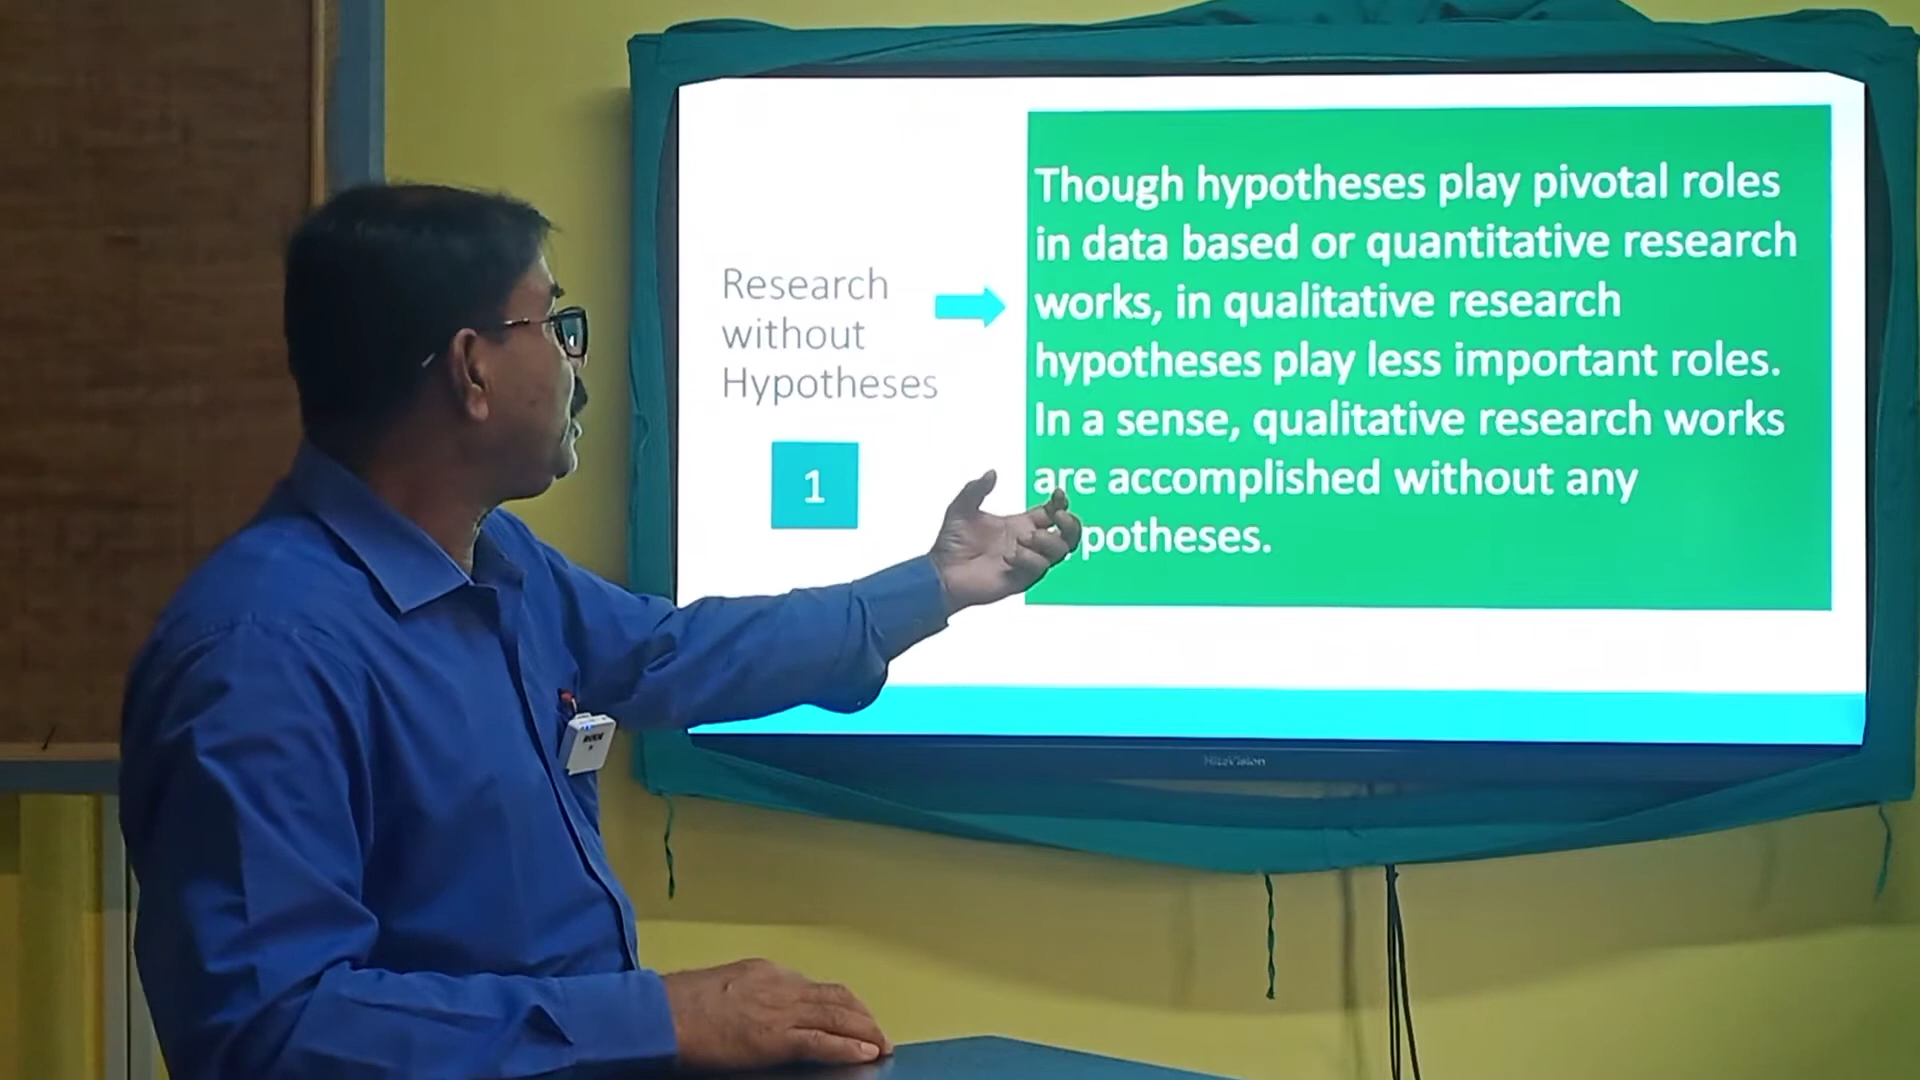 Research
without
Hypotheses
1
Though hypotheses play pivotal roles
in data based or quantitative research
works, in qualitative research
hypotheses play less important roles.
In a sense, qualitative research works
are accomplished without any
potheses.
HiteVision